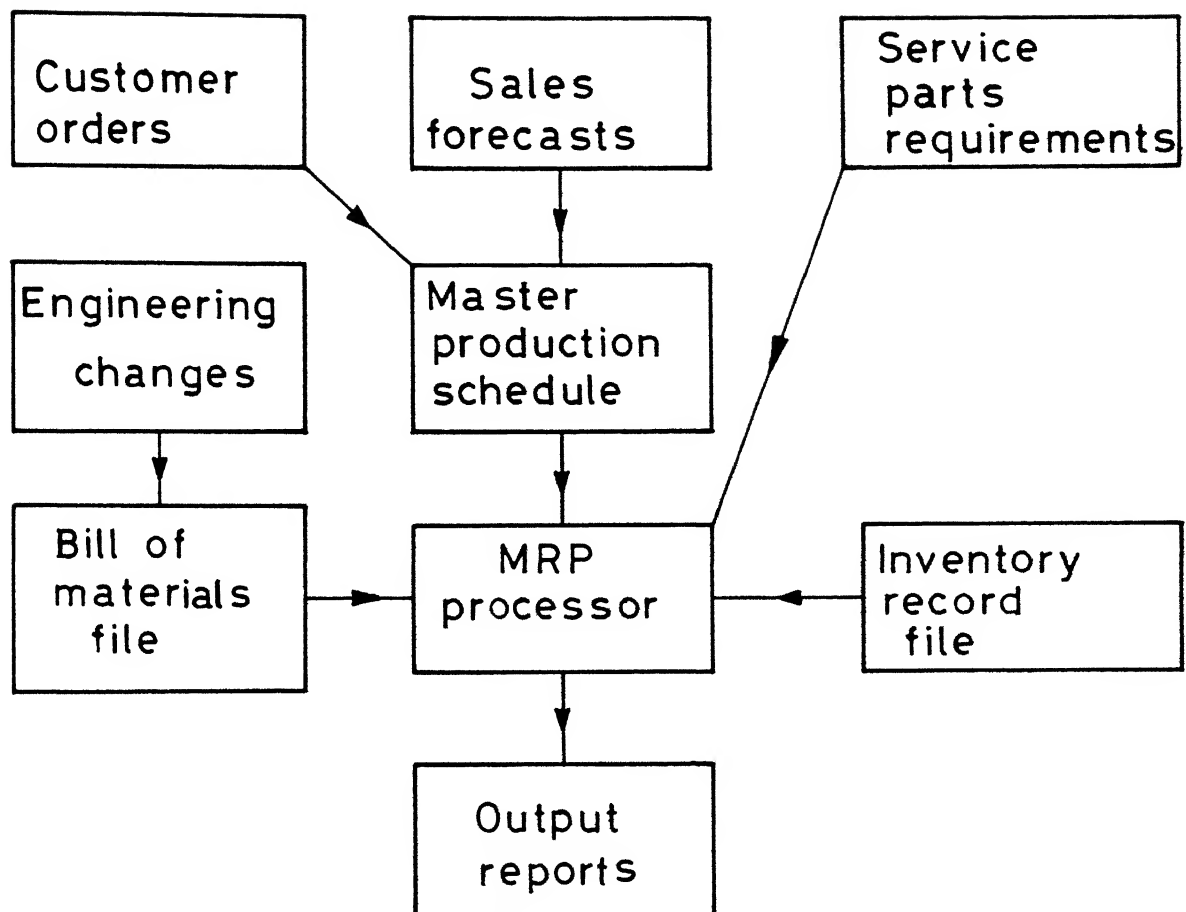 Customer
orders
Sales
forecasts
Service
parts
requirements
Engineering
changes
Master
production
schedule
Bill of
materials
file
MRP
processor
Inventory
record
file
Output
reports